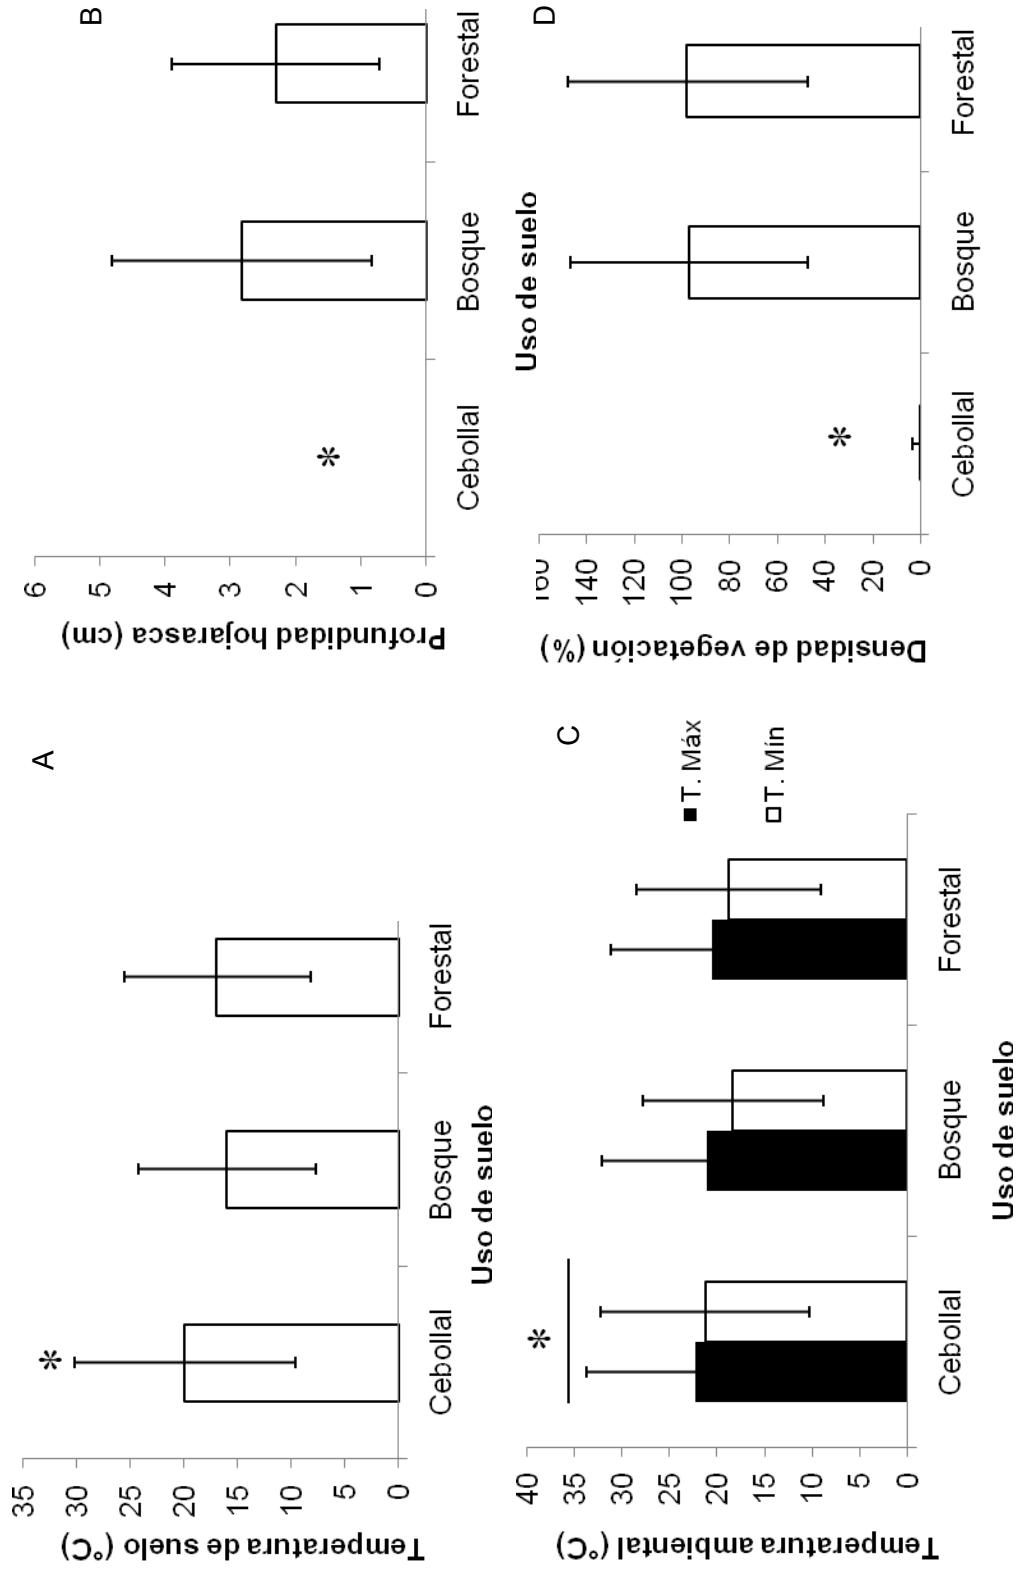 A
Temperatura de suelo (°C)
35
30
25
20
15
10
5
0
*
Cebollal
Bosque
Forestal
Uso de suelo
B
Profundidad hojarasca (cm)
6
5
4
3
2
1
0
*
Cebollal
Bosque
Forestal
Uso de suelo
C
Temperatura ambiental (°C)
40
35
30
25
20
15
10
5
0
*
Cebollal
Bosque
Forestal
Uso de suelo
T. Máx
T. Mín
D
Densidad de vegetación (%)
160
140
120
100
80
60
40
20
0
*
Cebollal
Bosque
Forestal